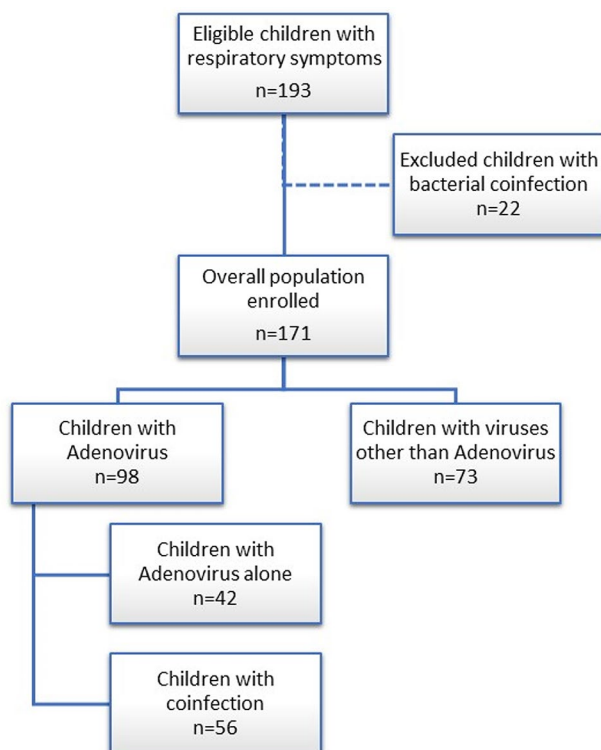 Eligible children with
respiratory symptoms
n=193
Excluded children with
bacterial coinfection
n=22
Overall population
enrolled
n=171
Children with
Adenovirus
n=98
Children with viruses
other than Adenovirus
n=73
Children with
Adenovirus alone
n=42
Children with
coinfection
n=56